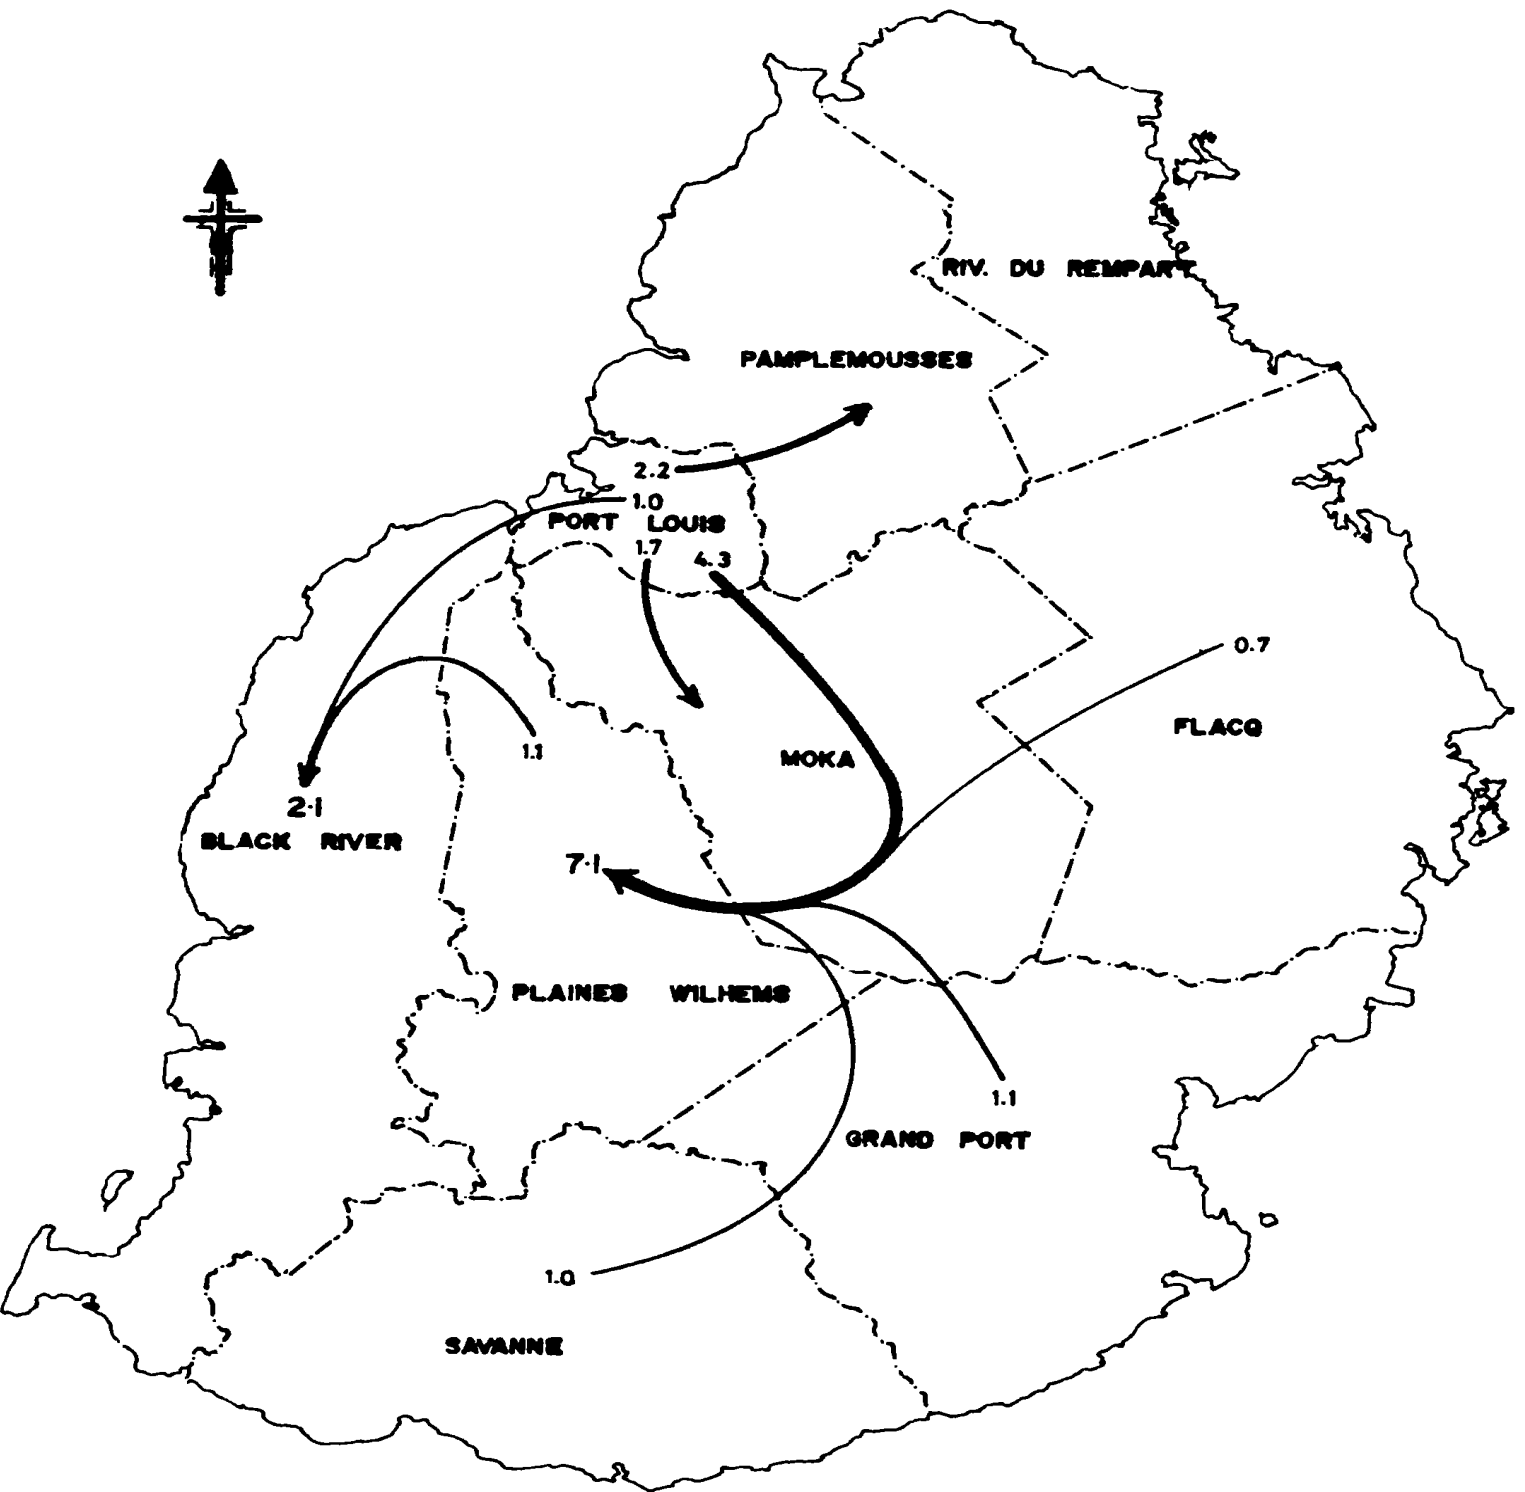 RIV. DU REMPART
PAMPLEMOUSSES
2.2
1.0
PORT LOUIS
1.7
4.3
0.7
FLACQ
1.1
MOKA
2·1
BLACK RIVER
7·1
PLAINES WILHEMS
1.1
GRAND PORT
1.0
SAVANNE